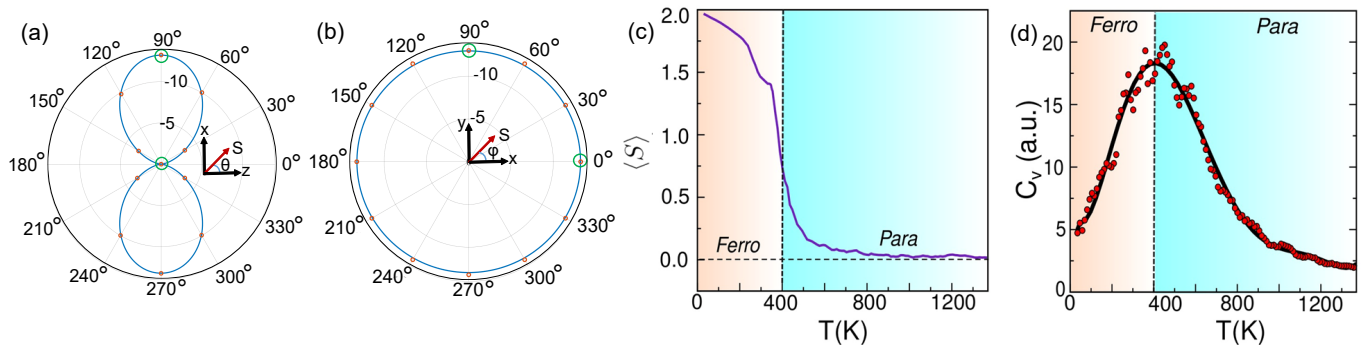 (a)
90°
120°
60°
150°
30°
180°
0°
210°
330°
240°
300°
270°
-10
-5
x
S
θ
z
(b)
90°
120°
60°
150°
30°
180°
0°
210°
330°
240°
300°
270°
-10
-5
y
S
φ
x
(c)
2.0
1.5
1.0
0.5
0.0
⟨S⟩
Ferro
Para
0 400 800 1200
T(K)
(d)
Ferro
Para
20
15
10
5
0
Cv (a.u.)
0 400 800 1200
T(K)